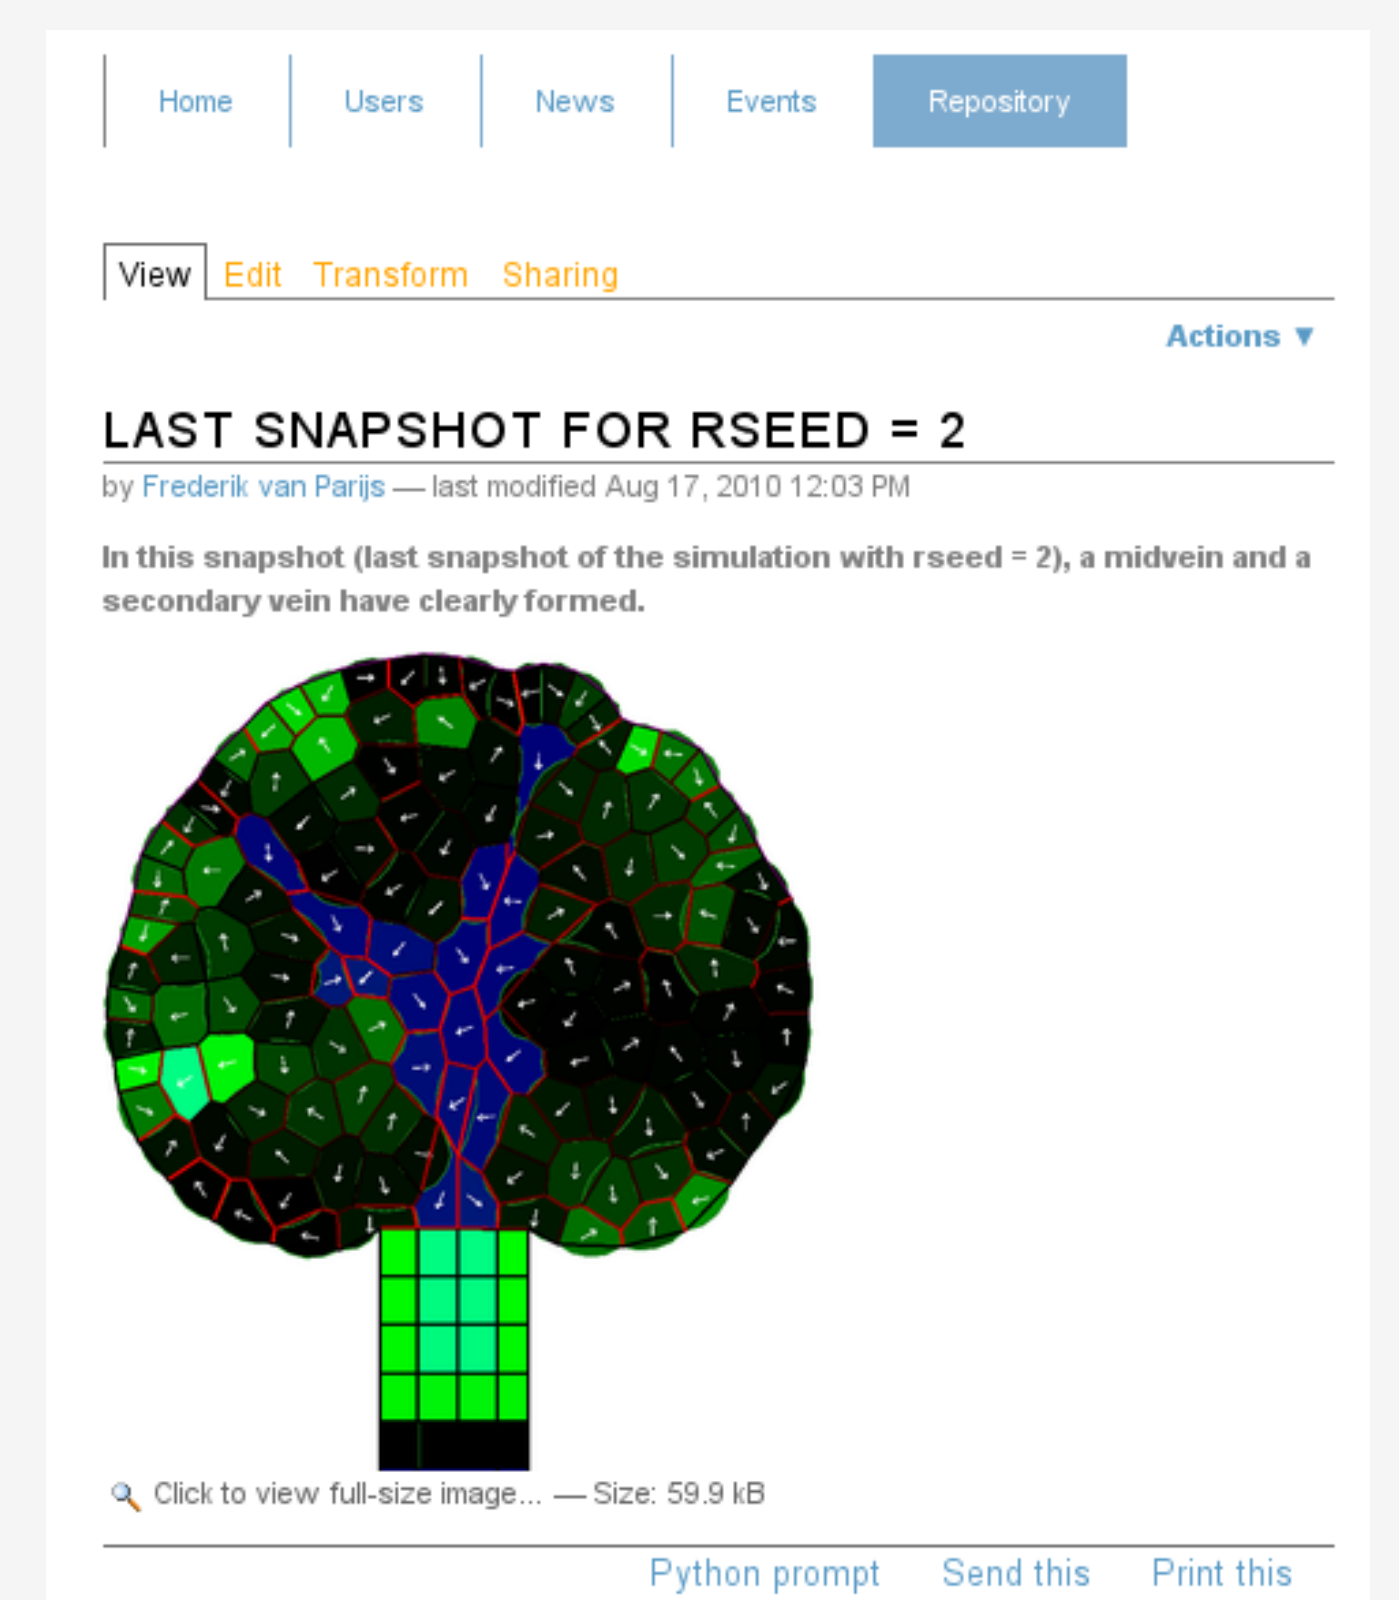 Home Users News Events Repository
View Edit Transform Sharing
Actions ▼
LAST SNAPSHOT FOR RSEED = 2
by Frederik van Parijs — last modified Aug 17, 2010 12:03 PM
In this snapshot (last snapshot of the simulation with rseed = 2), a midvein and a
secondary vein have clearly formed.
Click to view full-size image... — Size: 59.9 kB
Python prompt Send this Print this